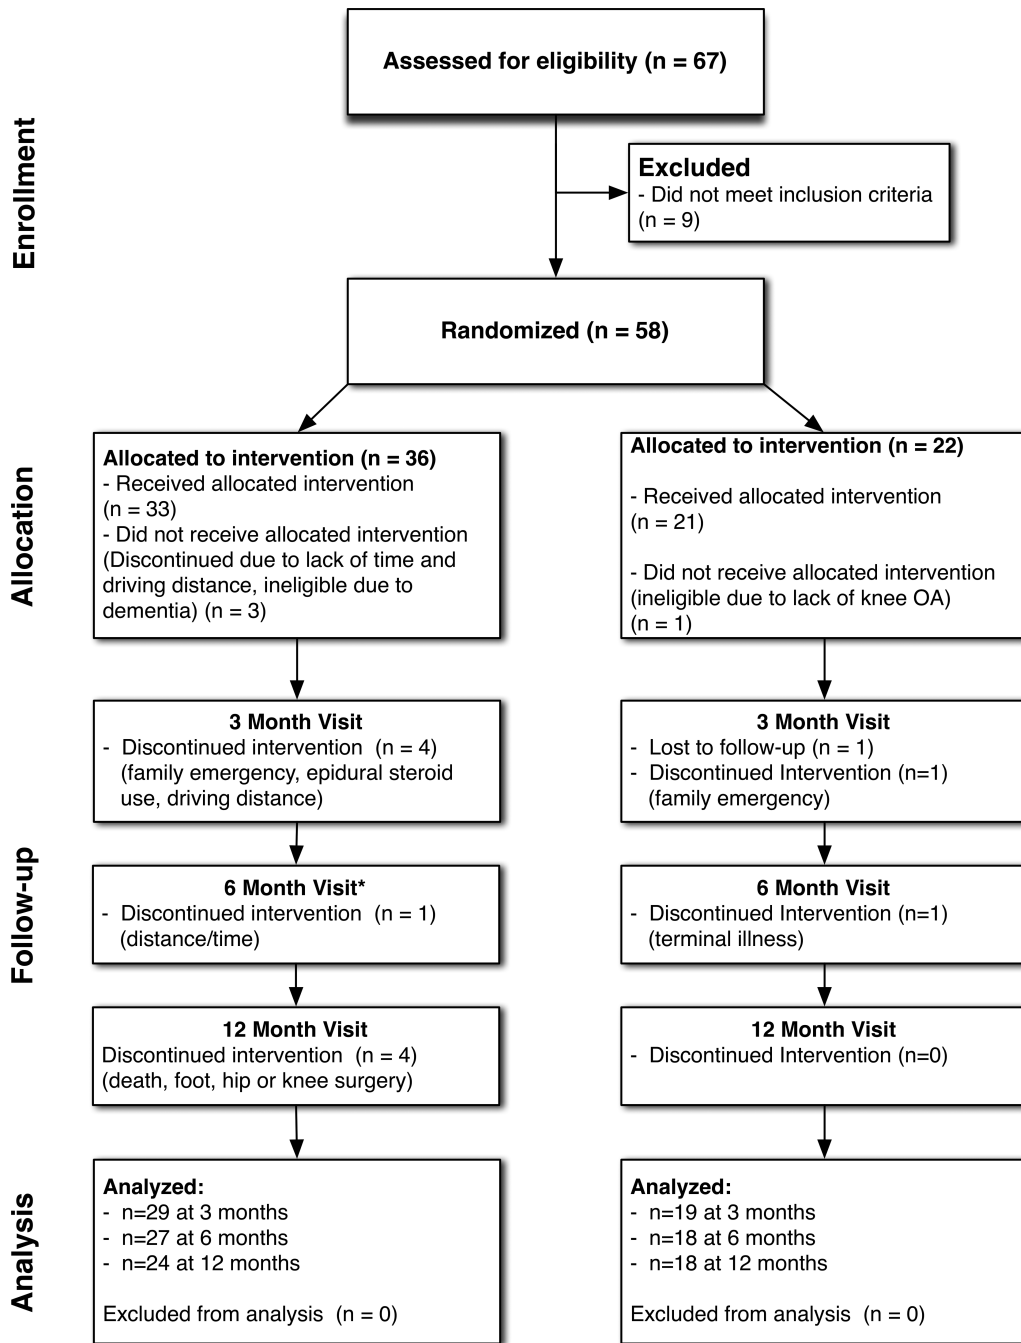 Enrollment
Assessed for eligibility (n = 67)
Excluded
- Did not meet inclusion criteria
(n = 9)
Randomized (n = 58)
Allocation
Allocated to intervention (n = 36)
- Received allocated intervention
(n = 33)
- Did not receive allocated intervention
(Discontinued due to lack of time and
driving distance, ineligible due to
dementia) (n = 3)
Allocated to intervention (n = 22)
- Received allocated intervention
(n = 21)
- Did not receive allocated intervention
(ineligible due to lack of knee OA)
(n = 1)
Follow-up
3 Month Visit
- Discontinued intervention (n = 4)
(family emergency, epidural steroid
use, driving distance)
3 Month Visit
- Lost to follow-up (n = 1)
- Discontinued Intervention (n=1)
(family emergency)
6 Month Visit*
- Discontinued intervention (n = 1)
(distance/time)
6 Month Visit
- Discontinued Intervention (n=1)
(terminal illness)
12 Month Visit
Discontinued intervention (n = 4)
(death, foot, hip or knee surgery)
12 Month Visit
- Discontinued Intervention (n=0)
Analysis
Analyzed:
- n=29 at 3 months
- n=27 at 6 months
- n=24 at 12 months
Excluded from analysis (n = 0)
Analyzed:
- n=19 at 3 months
- n=18 at 6 months
- n=18 at 12 months
Excluded from analysis (n = 0)